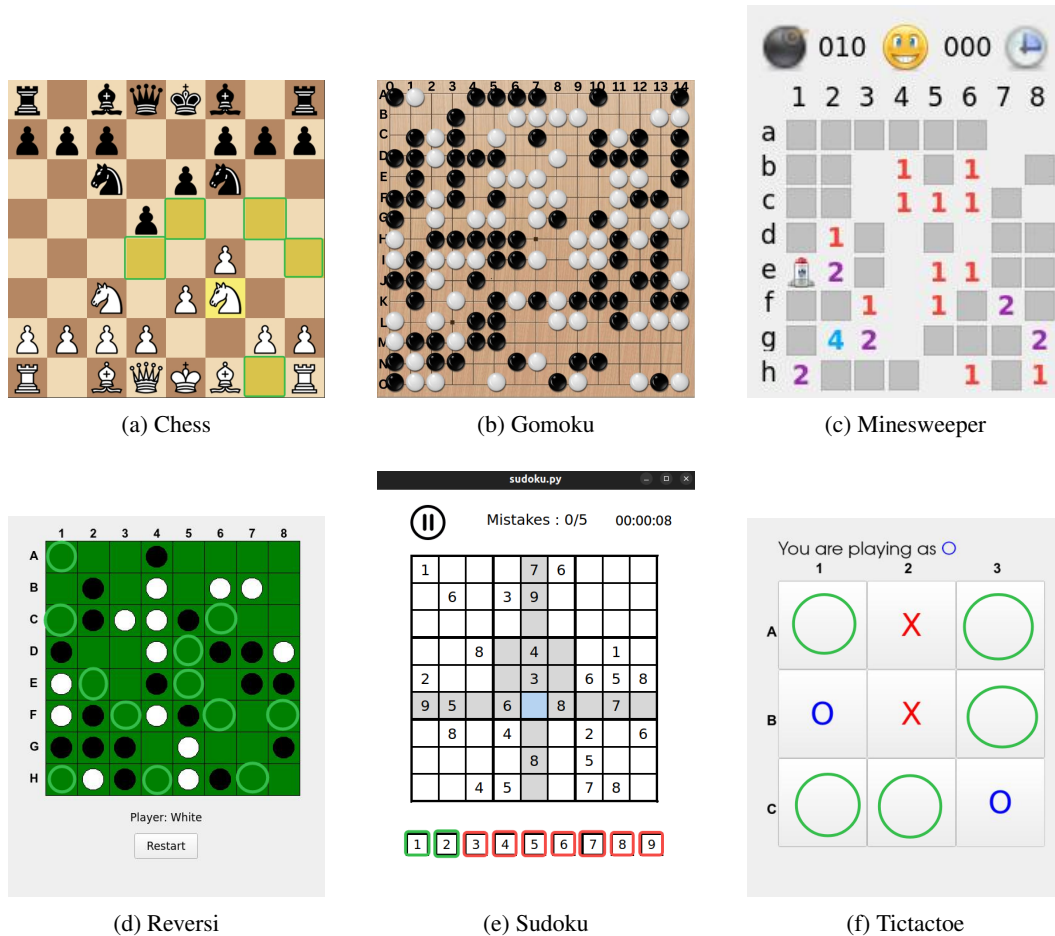 0 1 2 3 4 5 6 7 8 9 10 11 12 13 14
A
B
C
D
E
F
G
H
I
J
K
L
M
N
O
010 000
1 2 3 4 5 6 7 8
a
b 1 1
c 1 1 1
d 1
e 2 1 1
f 1 1 2
g 4 2 2
h 2 1 1
(a) Chess
(b) Gomoku
(c) Minesweeper
1 2 3 4 5 6 7 8
A
B
C
D
E
F
G
H
Player: White
Restart
sudoku.py
Mistakes : 0/5 00:00:08
1 7 6
6 3 9
8 4 1
2 3 6 5 8
9 5 6 8 7
8 4 2 6
8 5
4 5 7 8
1 2 3 4 5 6 7 8 9
You are playing as O
1 2 3
A X
B O X
C O
(d) Reversi
(e) Sudoku
(f) Tictactoe